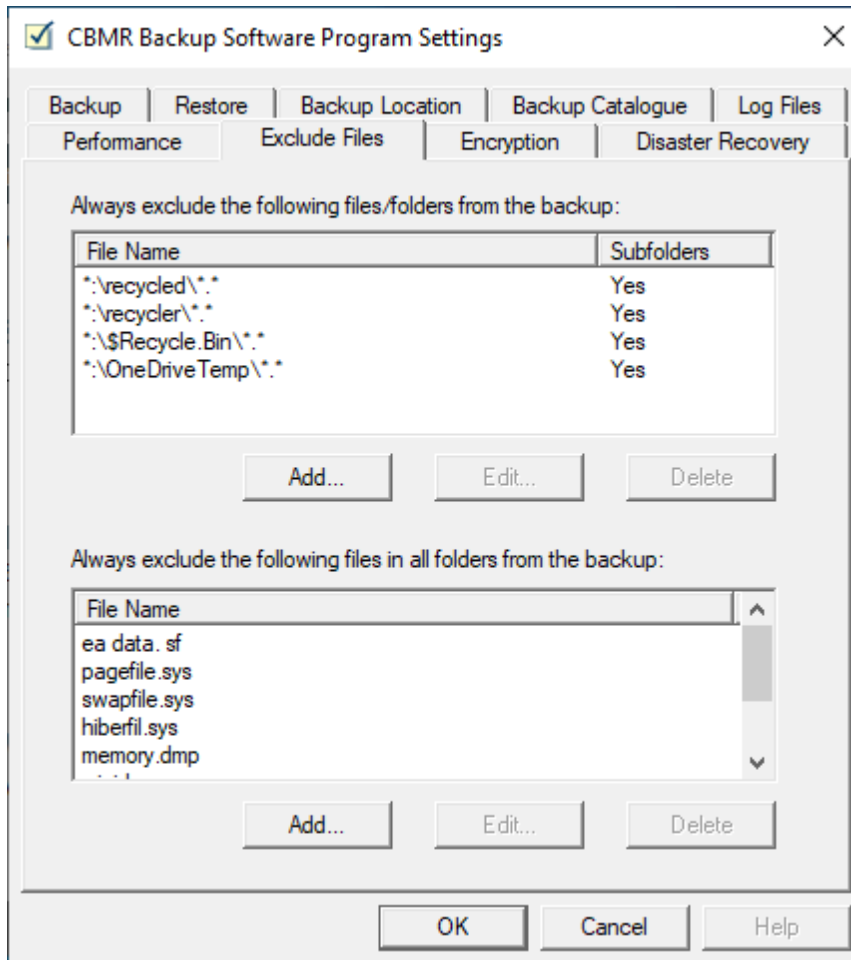 CBMR Backup Software Program Settings
Backup Restore Backup Location Backup Catalogue Log Files
Performance Exclude Files Encryption Disaster Recovery
Always exclude the following files/folders from the backup:
File Name Subfolders
*:\recycled\*.* Yes
*:\recycler\*.* Yes
*:\$Recycle.Bin\*.* Yes
*:\OneDriveTemp\*.* Yes
Add... Edit... Delete
Always exclude the following files in all folders from the backup:
File Name
ea data. sf
pagefile.sys
swapfile.sys
hiberfil.sys
memory.dmp
Add... Edit... Delete
OK Cancel Help